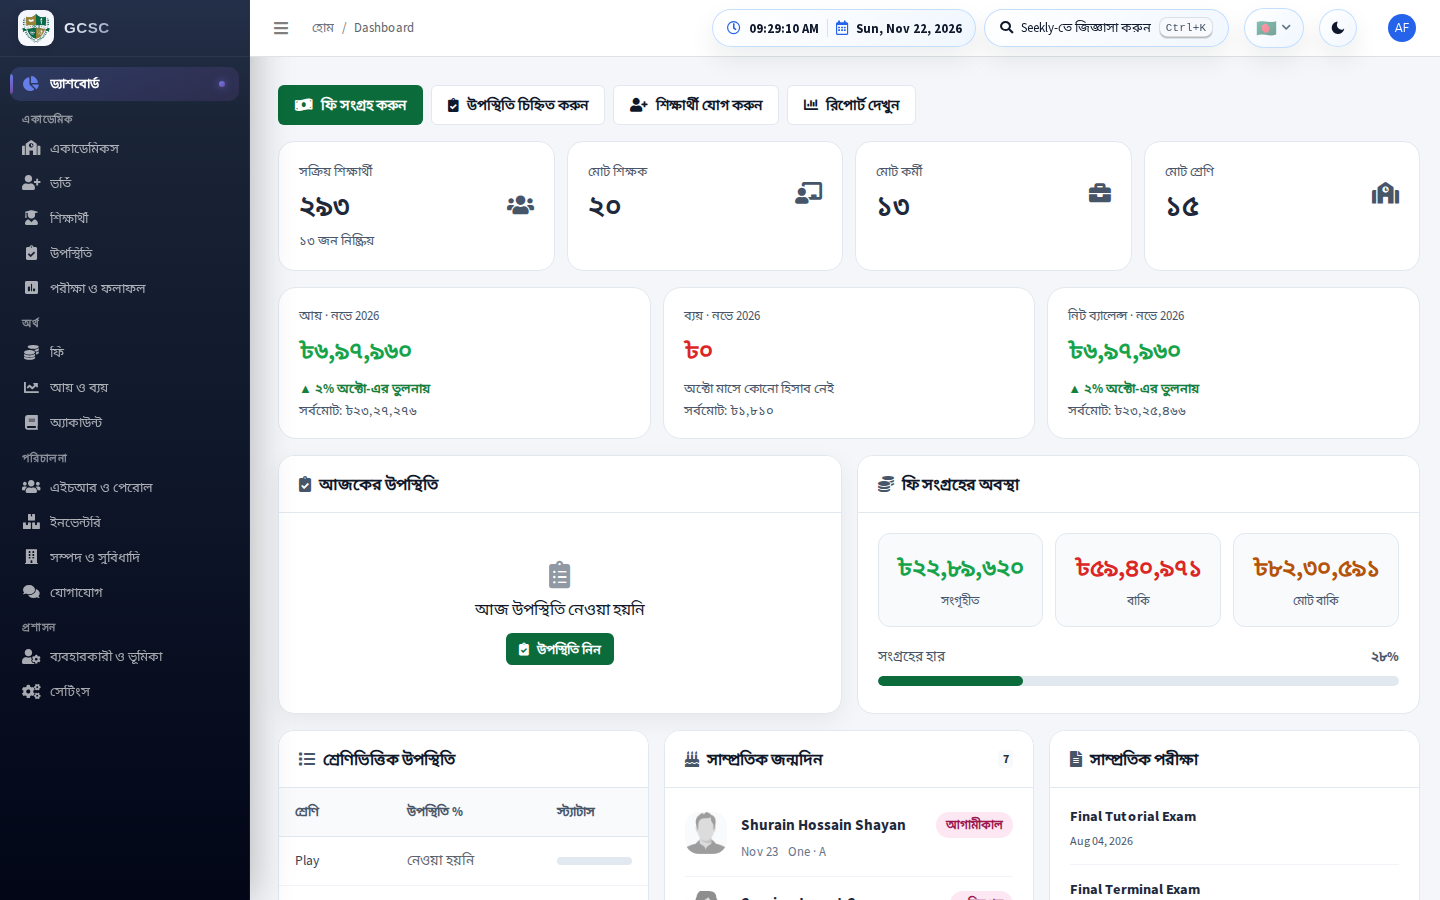 GCSC
হোম / Dashboard
09:29:10 AM
Sun, Nov 22, 2026
Seekly-তে জিজ্ঞাসা করুন Ctrl+K
AF
ড্যাশবোর্ড
একাডেমিক
একাডেমিকস
ভর্তি
শিক্ষার্থী
উপস্থিতি
পরীক্ষা ও ফলাফল
অর্থ
ফি
আয় ও ব্যয়
অ্যাকাউন্ট
পরিচালনা
এইচআর ও পেরোল
ইনভেন্টরি
সম্পদ ও সুবিধাদি
যোগাযোগ
প্রশাসন
ব্যবহারকারী ও ভূমিকা
সেটিংস
ফি সংগ্রহ করুন
উপস্থিতি চিহ্নিত করুন
শিক্ষার্থী যোগ করুন
রিপোর্ট দেখুন
সক্রিয় শিক্ষার্থী
২৯৩
১৩ জন নিষ্ক্রিয়
মোট শিক্ষক
২০
মোট কর্মী
১৩
মোট শ্রেণি
১৫
আয় · নভে 2026
৳৬,৯৭,৯৬০
▲ ২% অক্টো-এর তুলনায়
সর্বমোট: ৳২৩,২৭,২৭৬
ব্যয় · নভে 2026
৳০
অক্টো মাসে কোনো হিসাব নেই
সর্বমোট: ৳১,৮১০
নিট ব্যালেন্স · নভে 2026
৳৬,৯৭,৯৬০
▲ ২% অক্টো-এর তুলনায়
সর্বমোট: ৳২৩,২৫,৪৬৬
আজকের উপস্থিতি
আজ উপস্থিতি নেওয়া হয়নি
উপস্থিতি নিন
ফি সংগ্রহের অবস্থা
৳২২,৮৯,৬২০
সংগৃহীত
৳৫৯,৪০,৯৭১
বাকি
৳৮২,৩০,৫৯১
মোট বাকি
সংগ্রহের হার ২৮%
শ্রেণিভিত্তিক উপস্থিতি
শ্রেণি উপস্থিতি % স্ট্যাটাস
Play নেওয়া হয়নি
সাম্প্রতিক জন্মদিন 7
Shurain Hossain Shayan আগামীকাল
Nov 23 One · A
সাম্প্রতিক পরীক্ষা
Final Tutorial Exam
Aug 04, 2026
Final Terminal Exam